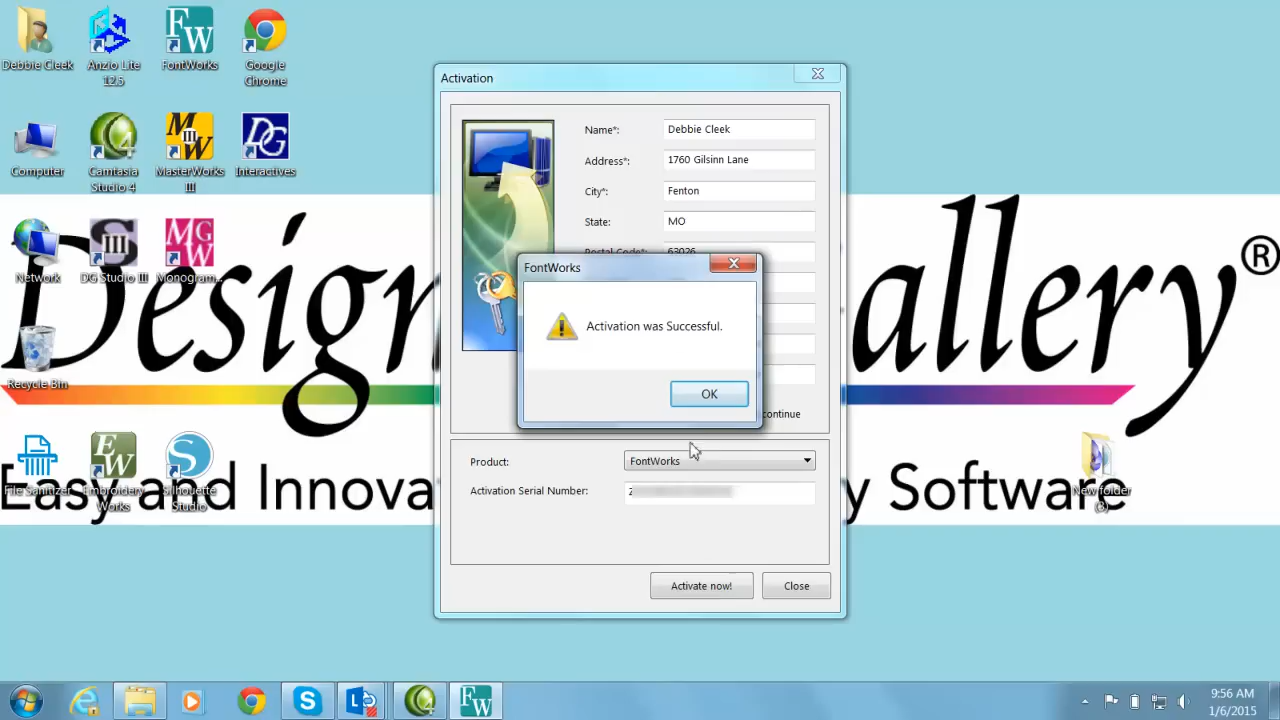 Debbie Cleek
Anzio Lite
12.5
FontWorks
Google
Chrome
Computer
Camtasia
Studio 4
MasterWorks
III
Interactives
Network
DG Studio III
Monogram...
Recycle Bin
File Sanitizer
Embroidery
Works
Silhouette
Studio
New folder
(3)
Easy and Innova
y Software
®
Activation
Name*:
Debbie Cleek
Address*:
1760 Gilsinn Lane
City*:
Fenton
State:
MO
Postal Code*:
63026
continue
FontWorks
Activation was Successful.
OK
Product:
FontWorks
Activation Serial Number:
Z
Activate now!
Close
9:56 AM
1/6/2015